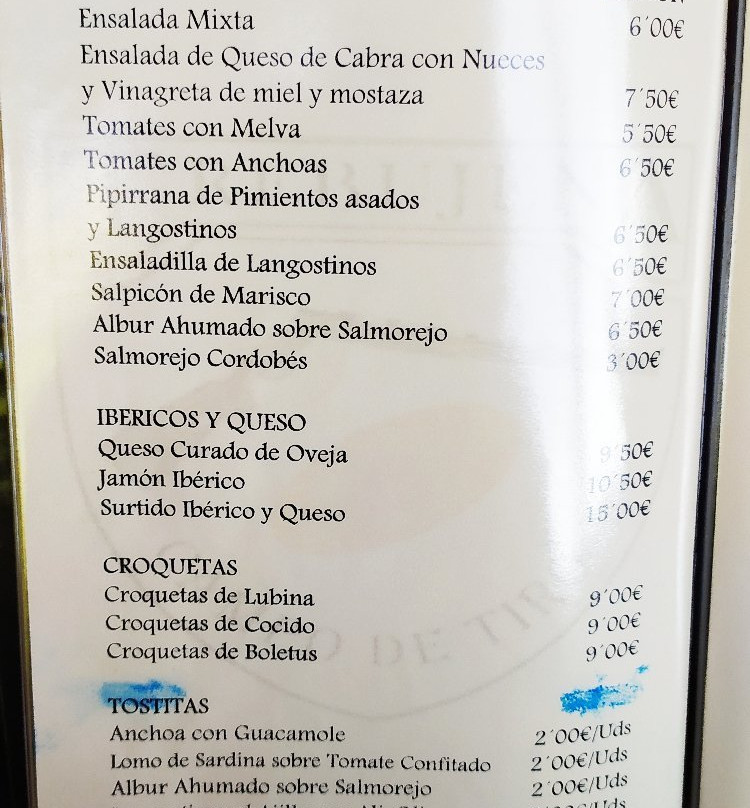 Ensalada Mixta 6´00€
Ensalada de Queso de Cabra con Nueces
y Vinagreta de miel y mostaza 7´50€
Tomates con Melva 5´50€
Tomates con Anchoas 6´50€
Pipirrana de Pimientos asados
y Langostinos 6´50€
Ensaladilla de Langostinos 6´50€
Salpicón de Marisco 7´00€
Albur Ahumado sobre Salmorejo 6´50€
Salmorejo Cordobés 3´00€
IBERICOS Y QUESO
Queso Curado de Oveja 9´50€
Jamón Ibérico 10´50€
Surtido Ibérico y Queso 15´00€
CROQUETAS
Croquetas de Lubina 9´00€
Croquetas de Cocido 9´00€
Croquetas de Boletus 9´00€
TOSTITAS
Anchoa con Guacamole 2´00€/Uds
Lomo de Sardina sobre Tomate Confitado 2´00€/Uds
Albur Ahumado sobre Salmorejo 2´00€/Uds